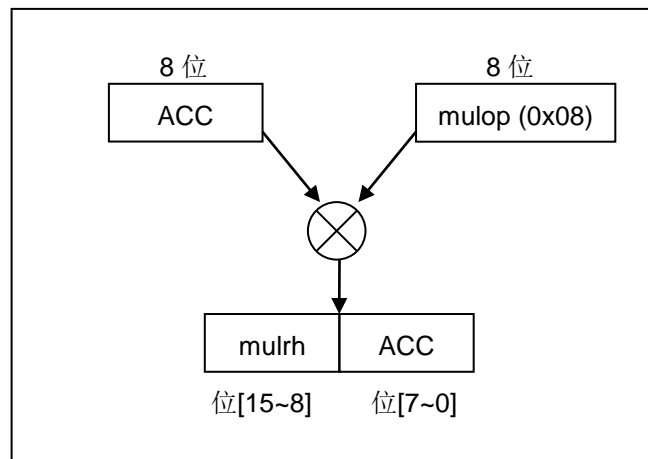 8 位 8 位
ACC mulop (0x08)
mulrh ACC
位[15~8] 位[7~0]